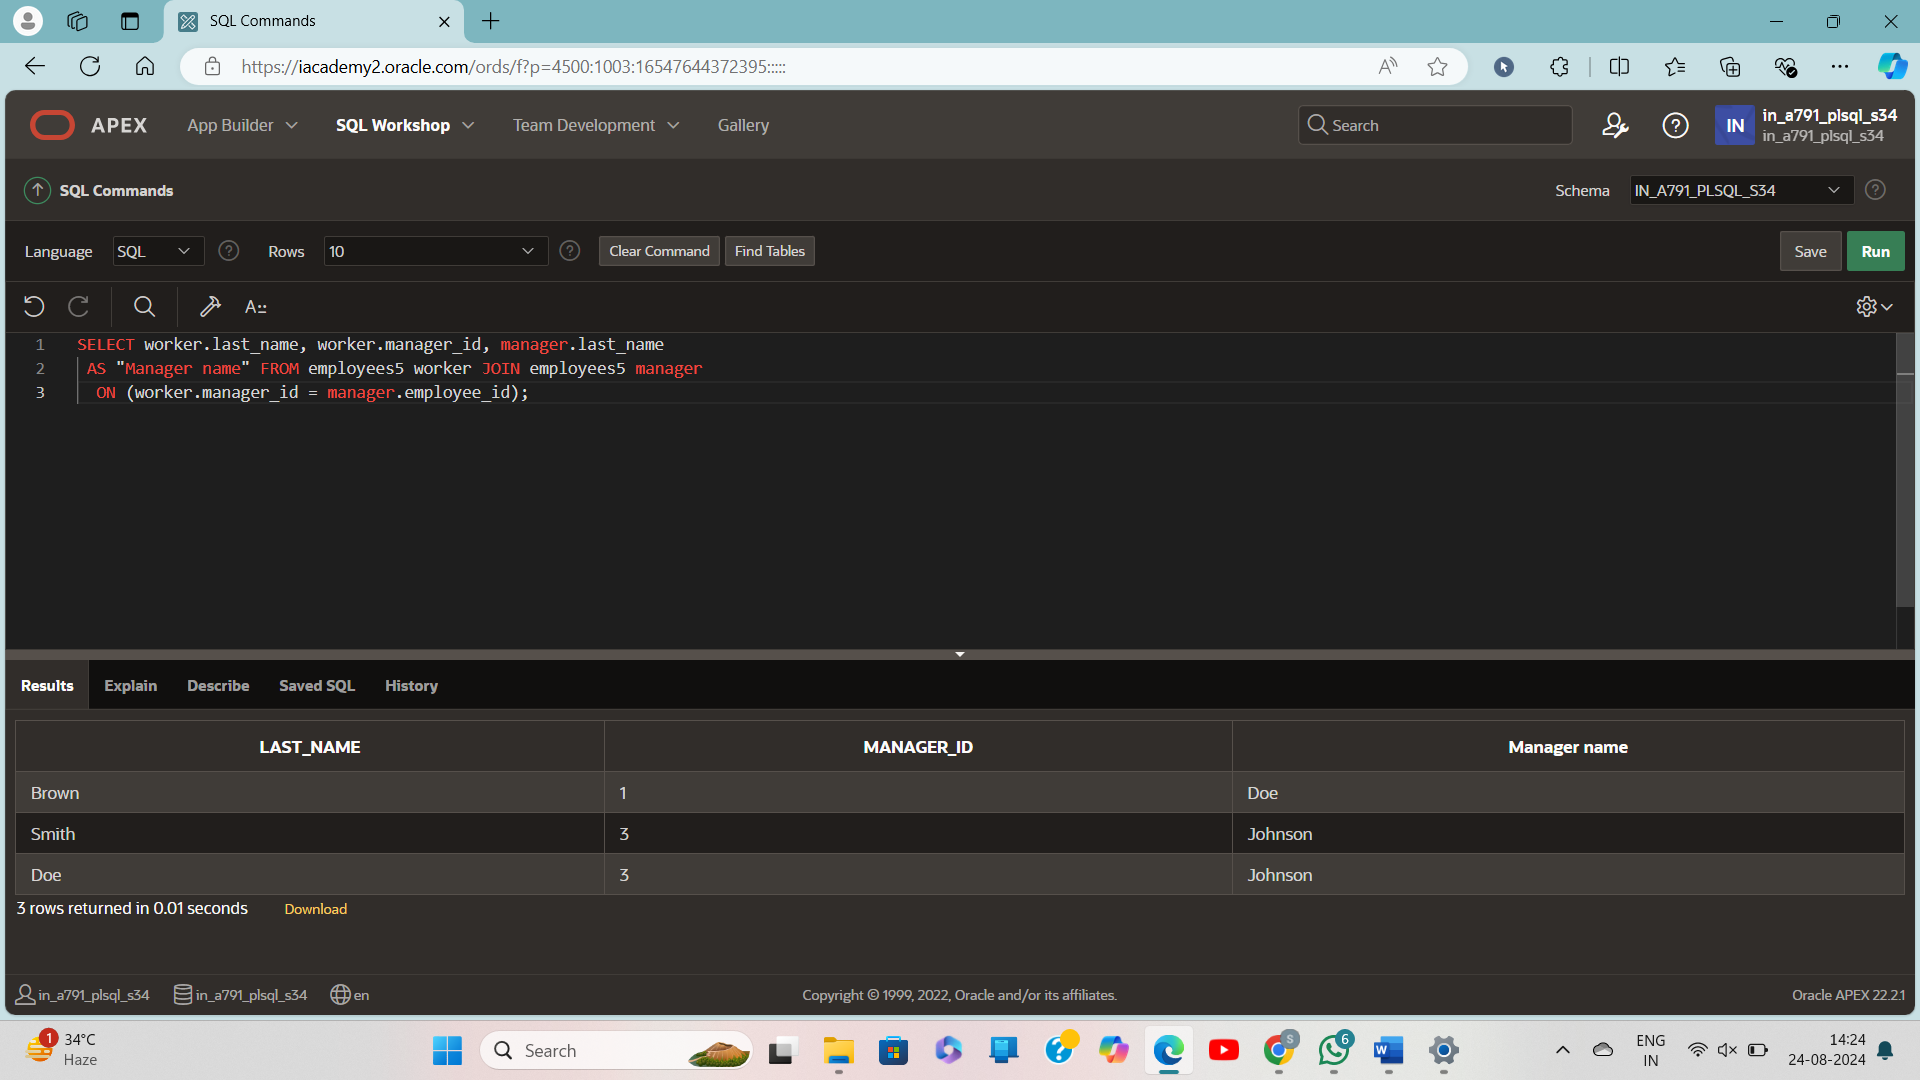 SQL Commands
https://iacademy2.oracle.com/ords/f?p=4500:1003:16547644372395:::::
APEX App Builder SQL Workshop Team Development Gallery Search IN in_a791_plsql_s34
in_a791_plsql_s34
SQL Commands Schema IN_A791_PLSQL_S34
Language SQL Rows 10 Clear Command Find Tables Save Run
A::
1 SELECT worker.last_name, worker.manager_id, manager.last_name
2 AS "Manager name" FROM employees5 worker JOIN employees5 manager
3 ON (worker.manager_id = manager.employee_id);
Results Explain Describe Saved SQL History
LAST_NAME MANAGER_ID Manager name
Brown 1 Doe
Smith 3 Johnson
Doe 3 Johnson
3 rows returned in 0.01 seconds Download
in_a791_plsql_s34 in_a791_plsql_s34 en Copyright © 1999, 2022, Oracle and/or its affiliates. Oracle APEX 22.2.1
1 34°C
Haze
Search
S
6
ENG
IN
14:24
24-08-2024